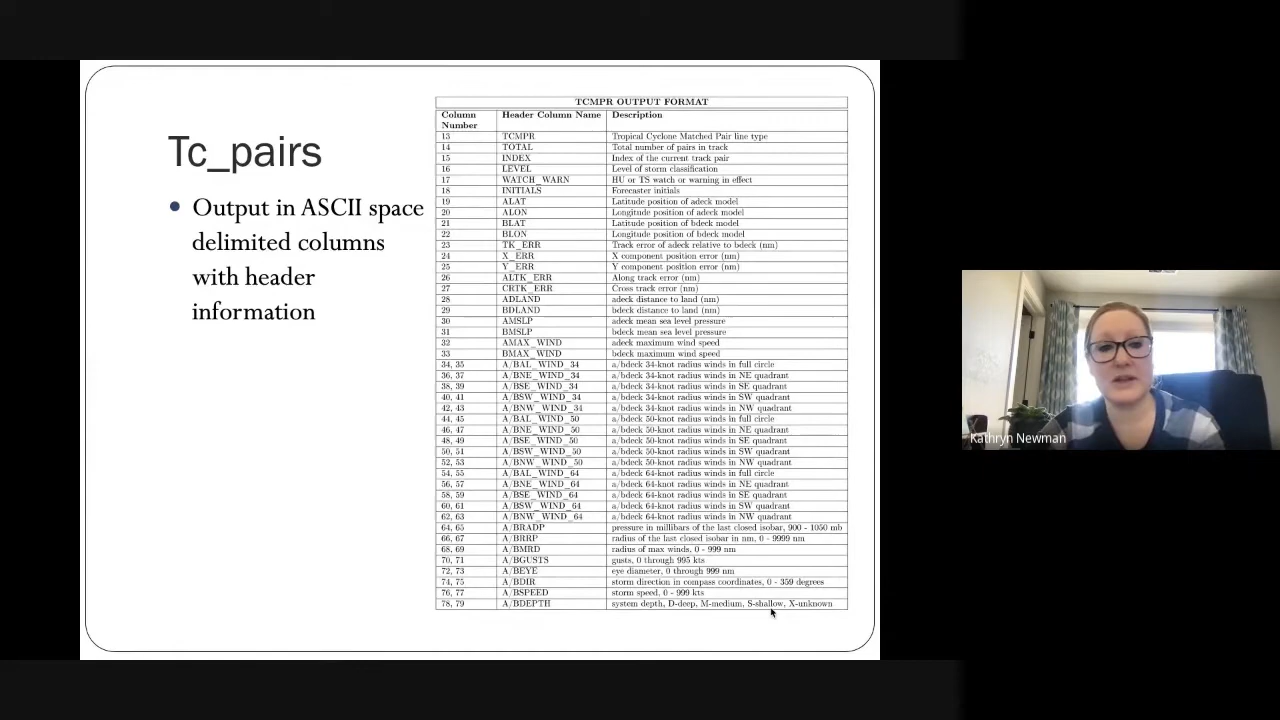 Tc_pairs
Output in ASCII space
delimited columns
with header
information
TCMPR OUTPUT FORMAT
Column Number Header Column Name Description
13 TCMPR Tropical Cyclone Matched Pair line type
14 TOTAL Total number of pairs in track
15 INDEX Index of the current track pair
16 LEVEL Level of storm classification
17 WATCH_WARN HU or TS watch or warning in effect
18 INITIALS Forecaster initials
19 ALAT Latitude position of adeck model
20 ALON Longitude position of adeck model
21 BLAT Latitude position of bdeck model
22 BLON Longitude position of bdeck model
23 TK_ERR Track error of adeck relative to bdeck (nm)
24 X_ERR X component position error (nm)
25 Y_ERR Y component position error (nm)
26 ALTK_ERR Along track error (nm)
27 CRTK_ERR Cross track error (nm)
28 ADLAND adeck distance to land (nm)
29 BDLAND bdeck distance to land (nm)
30 AMSLP adeck mean sea level pressure
31 BMSLP bdeck mean sea level pressure
32 AMAX_WIND adeck maximum wind speed
33 BMAX_WIND bdeck maximum wind speed
34, 35 A/BAL_WIND_34 a/bdeck 34-knot radius winds in full circle
36, 37 A/BNE_WIND_34 a/bdeck 34-knot radius winds in NE quadrant
38, 39 A/BSE_WIND_34 a/bdeck 34-knot radius winds in SE quadrant
40, 41 A/BSW_WIND_34 a/bdeck 34-knot radius winds in SW quadrant
42, 43 A/BNW_WIND_34 a/bdeck 34-knot radius winds in NW quadrant
44, 45 A/BAL_WIND_50 a/bdeck 50-knot radius winds in full circle
46, 47 A/BNE_WIND_50 a/bdeck 50-knot radius winds in NE quadrant
48, 49 A/BSE_WIND_50 a/bdeck 50-knot radius winds in SE quadrant
50, 51 A/BSW_WIND_50 a/bdeck 50-knot radius winds in SW quadrant
52, 53 A/BNW_WIND_50 a/bdeck 50-knot radius winds in NW quadrant
54, 55 A/BAL_WIND_64 a/bdeck 64-knot radius winds in full circle
56, 57 A/BNE_WIND_64 a/bdeck 64-knot radius winds in NE quadrant
58, 59 A/BSE_WIND_64 a/bdeck 64-knot radius winds in SE quadrant
60, 61 A/BSW_WIND_64 a/bdeck 64-knot radius winds in SW quadrant
62, 63 A/BNW_WIND_64 a/bdeck 64-knot radius winds in NW quadrant
64, 65 A/BRADP pressure in millibars of the last closed isobar, 900 - 1050 mb
66, 67 A/BRRP radius of the last closed isobar in nm, 0 - 9999 nm
68, 69 A/BMRD radius of max winds, 0 - 999 nm
70, 71 A/BGUSTS gusts, 0 through 995 kts
72, 73 A/BEYE eye diameter, 0 through 999 nm
74, 75 A/BDIR storm direction in compass coordinates, 0 - 359 degrees
76, 77 A/BSPEED storm speed, 0 - 999 kts
78, 79 A/BDEPTH system depth, D-deep, M-medium, S-shallow, X-unknown
Kathryn Newman